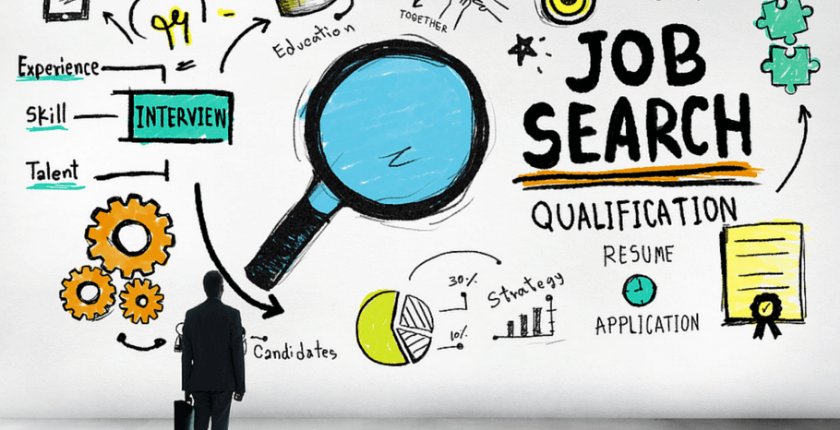 TOGETHER
Education
JOB
SEARCH
Experience
Skill
INTERVIEW
Talent
QUALIFICATION
RESUME
APPLICATION
30%
10%
Strategy
Candidates